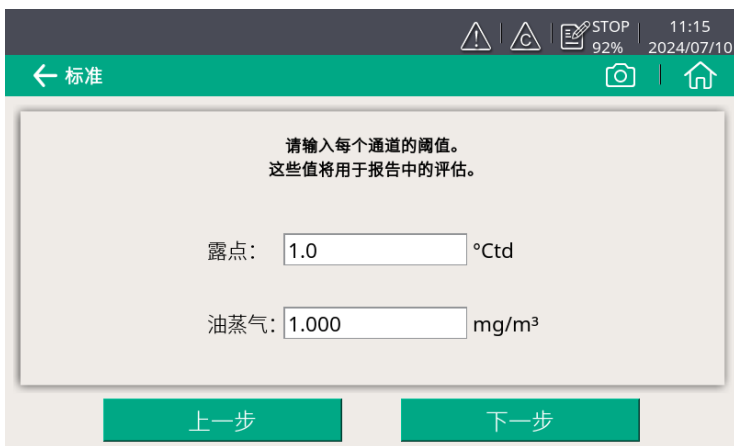 STOP 11:15
92% 2024/07/10
标准
请输入每个通道的阈值。
这些值将用于报告中的评估。
露点: 1.0 °Ctd
油蒸气: 1.000 mg/m³
上一步 下一步